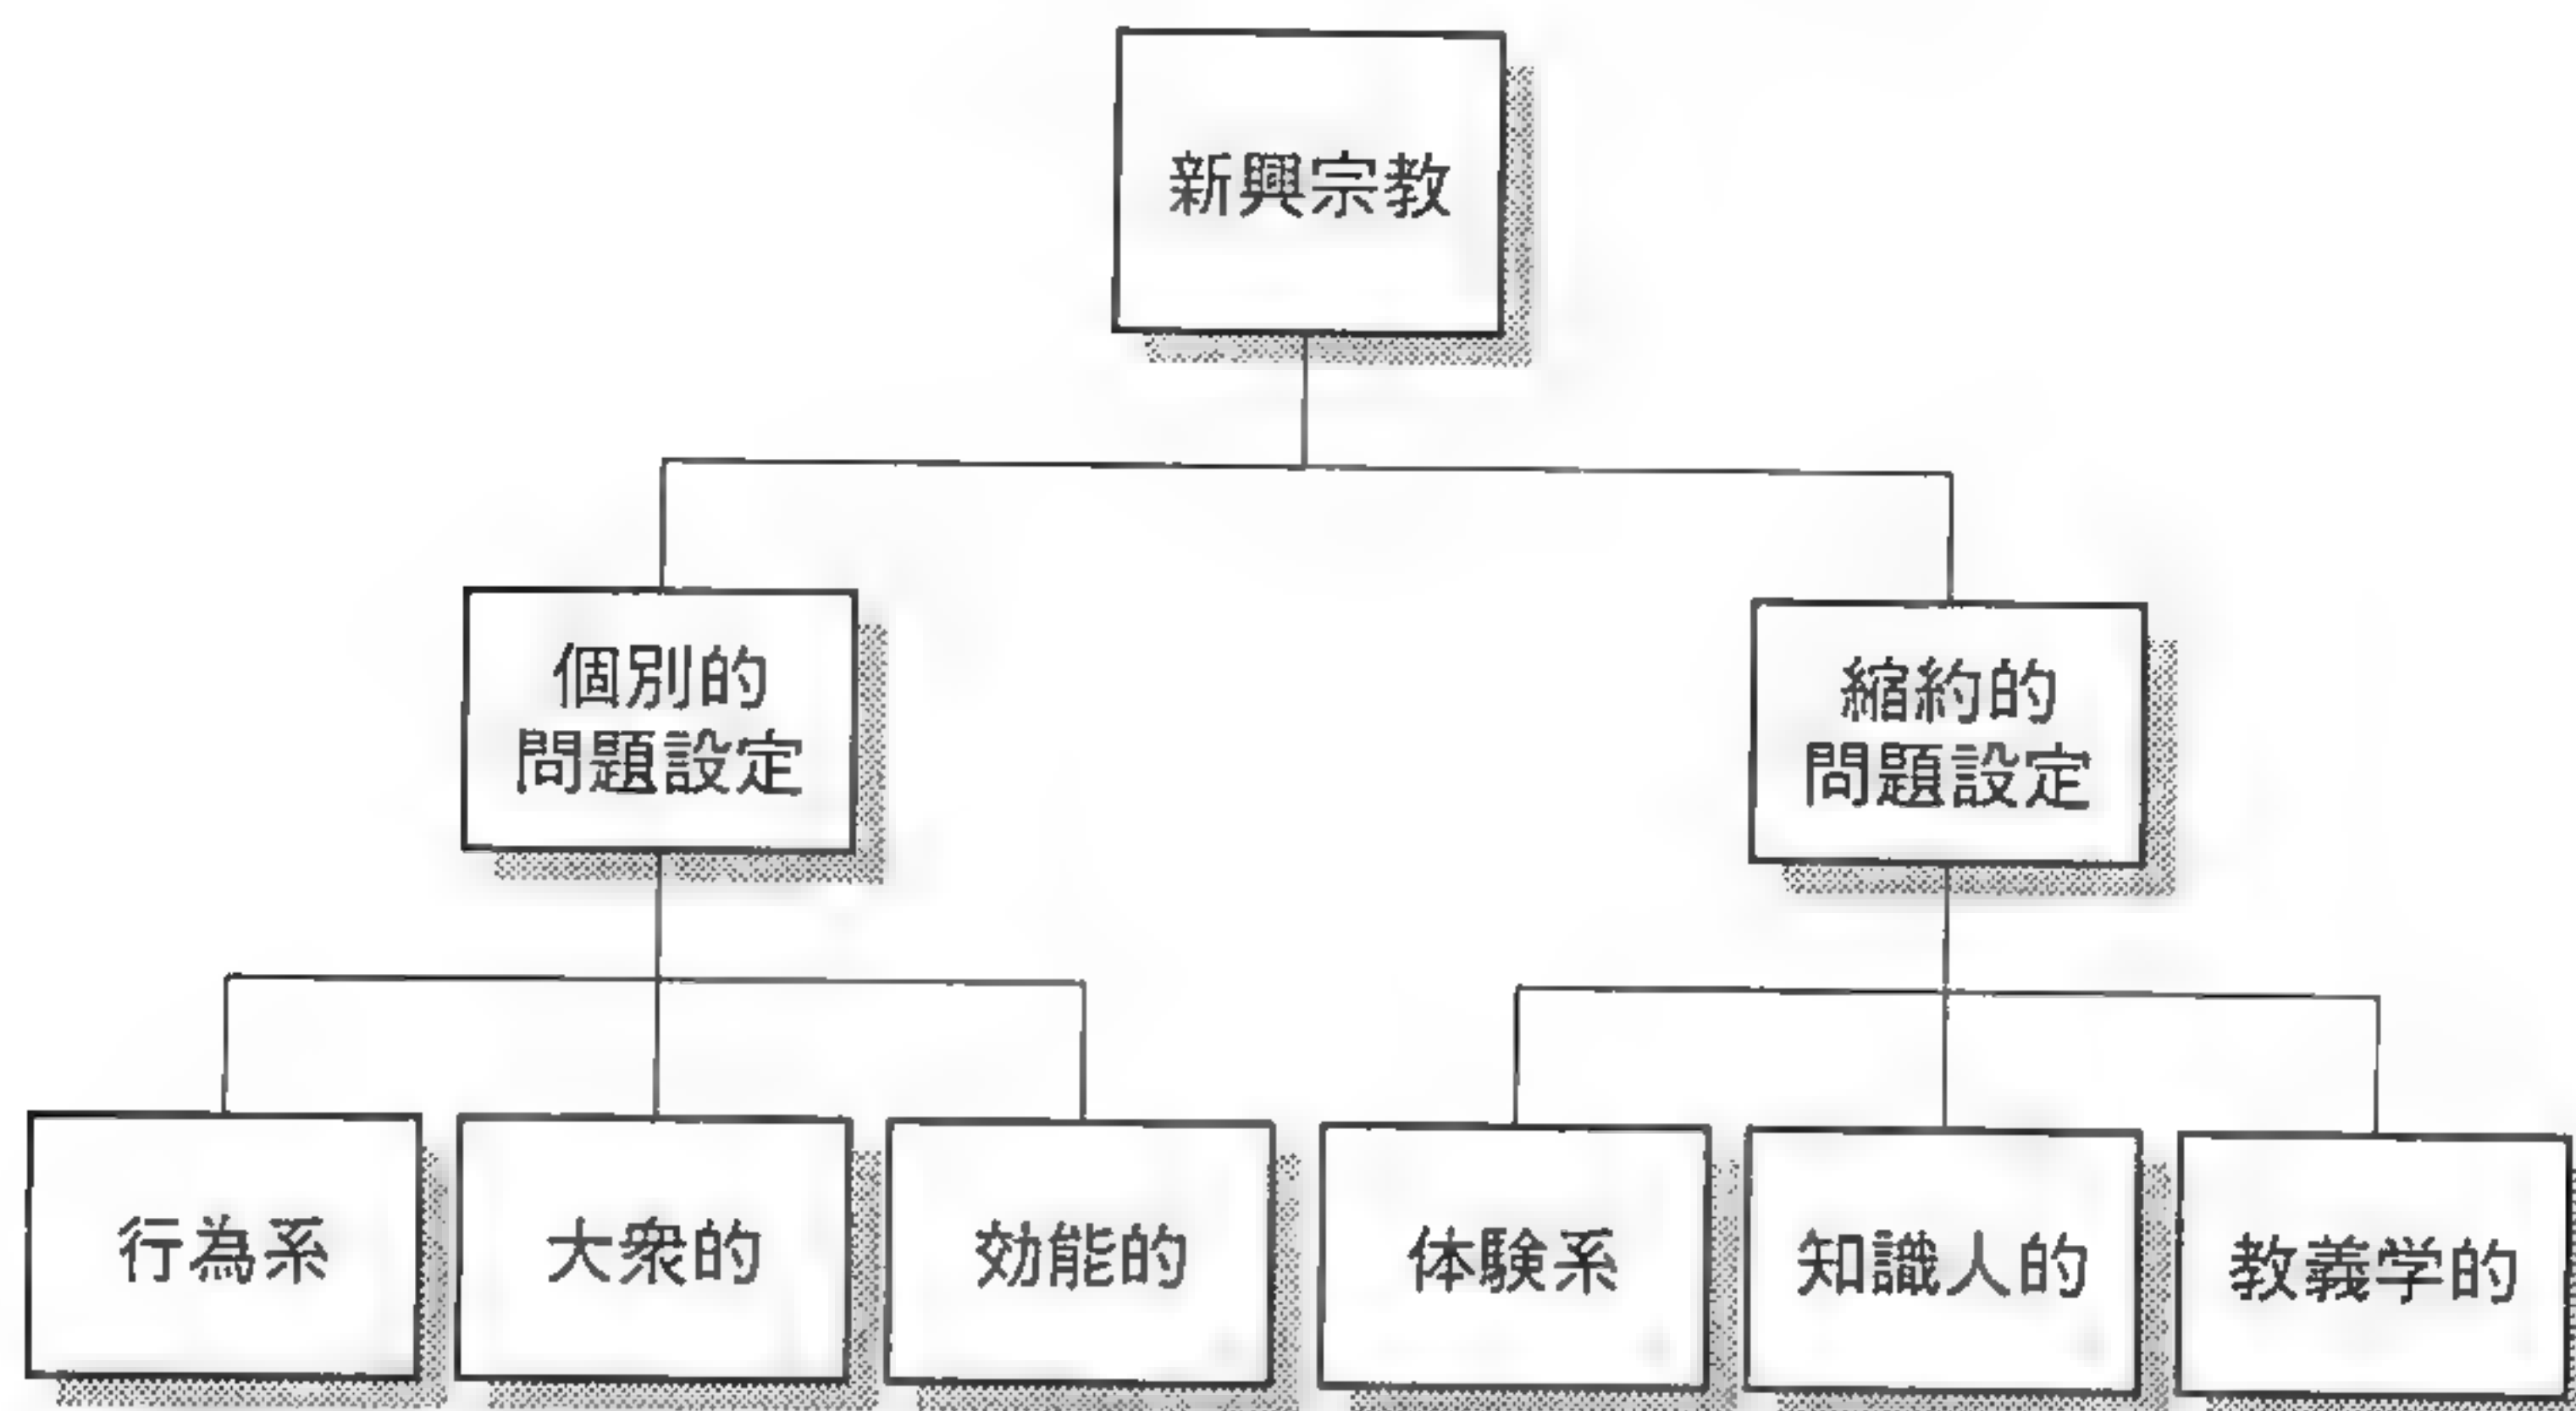 新興宗教
個別的
問題設定
縮約的
問題設定
行為系
大衆的
効能的
体験系
知識人的
教義学的